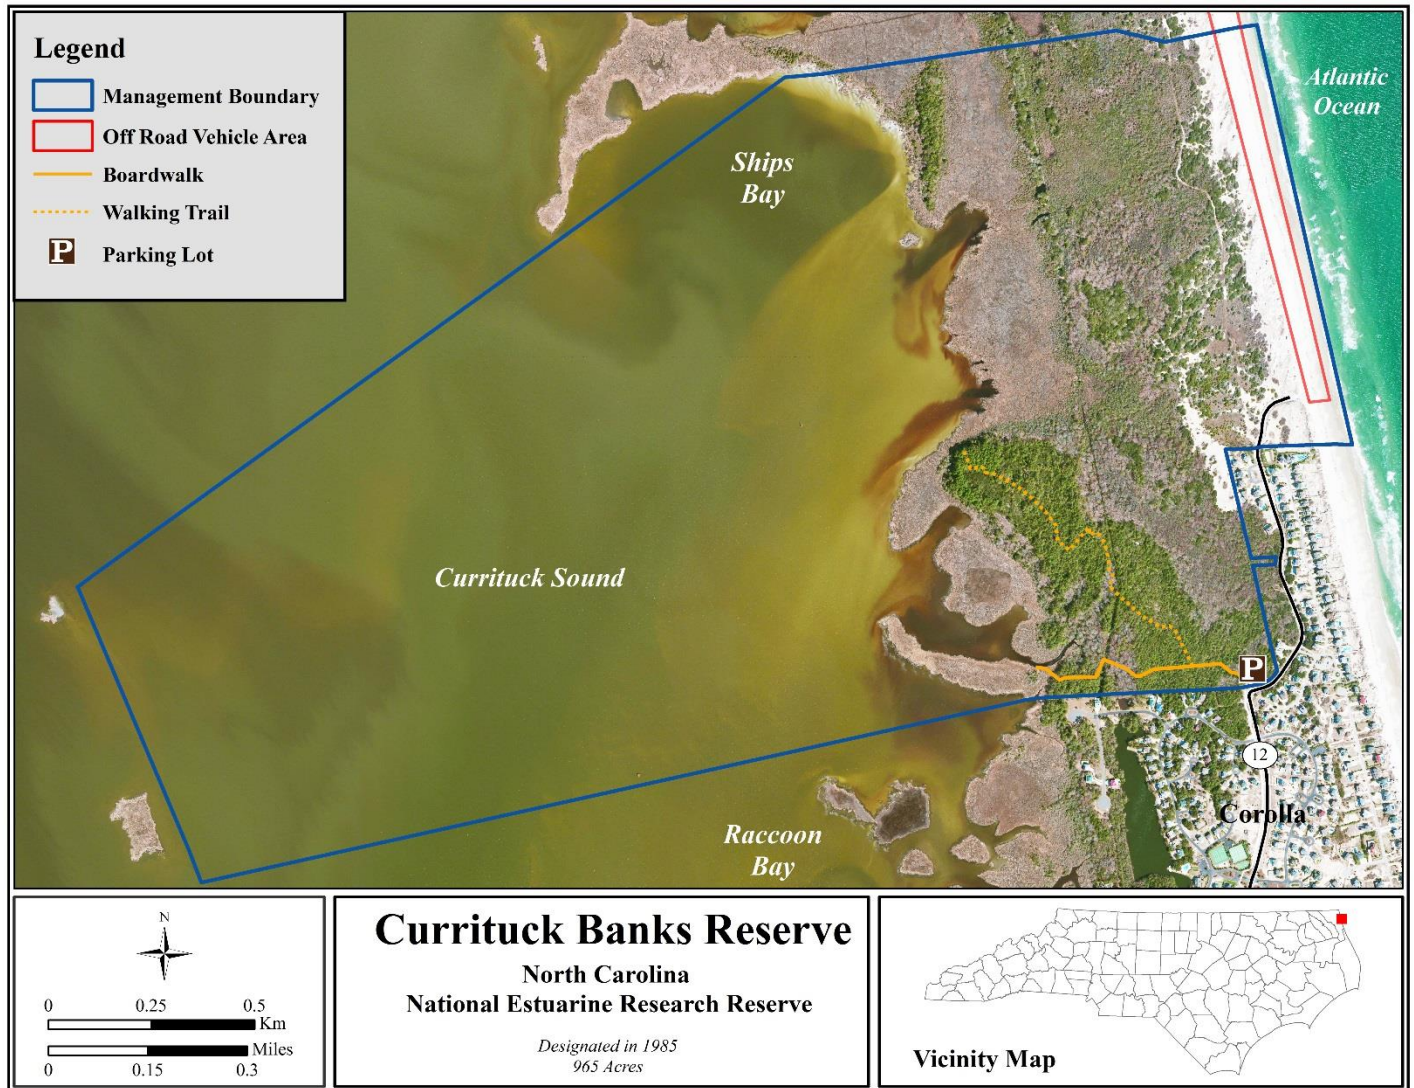 Legend
Management Boundary
Off Road Vehicle Area
Boardwalk
Walking Trail
P
Parking Lot
Atlantic
Ocean
Ships
Bay
Currituck Sound
P
12
Corolla
Raccoon
Bay
N
0 0.25 0.5
Km
Miles
0 0.15 0.3
Currituck Banks Reserve
North Carolina
National Estuarine Research Reserve
Designated in 1985
965 Acres
Vicinity Map